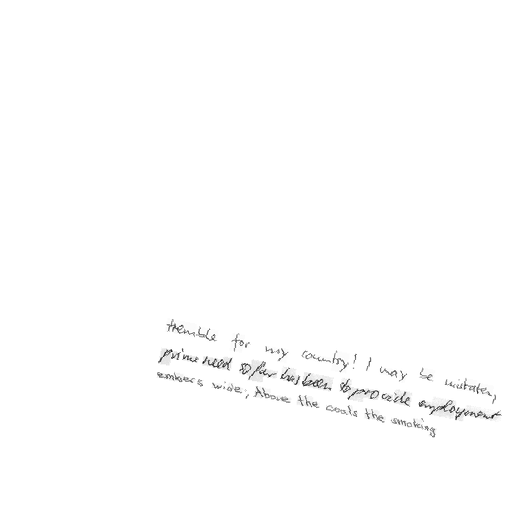 tremble for my country! I may be mistaken,
prime need so far has been to provide employment
embers wide; Above the coals the smoking